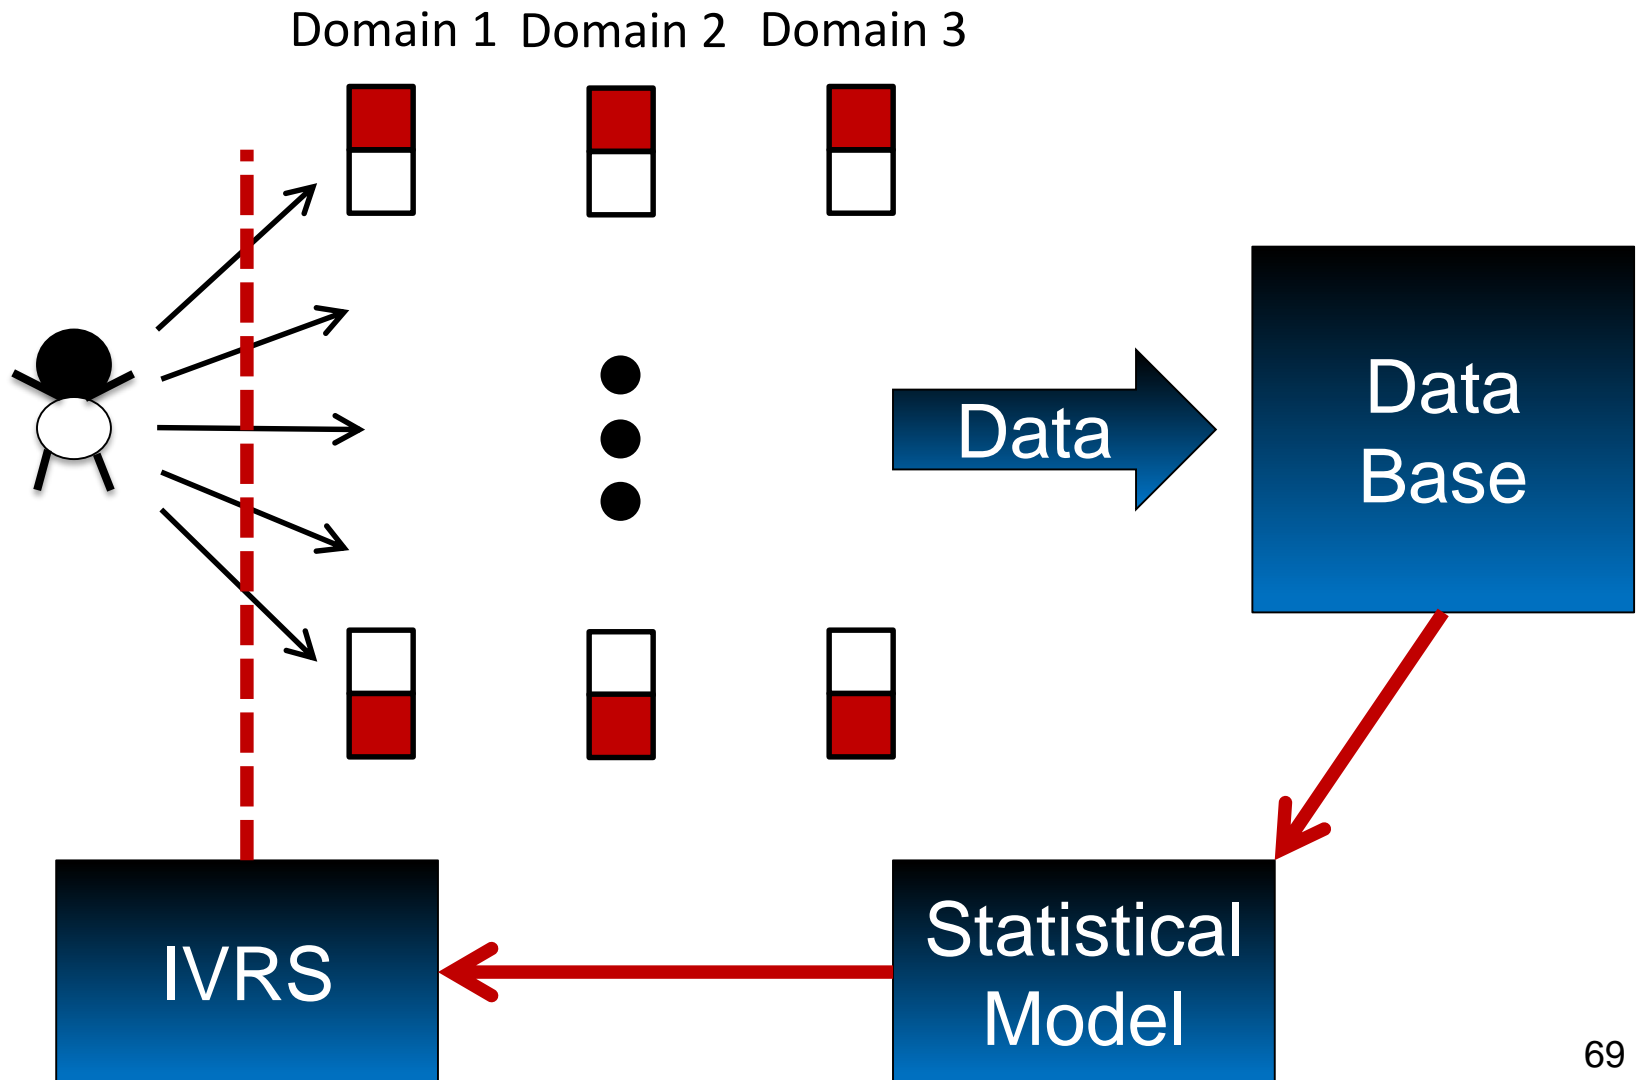 Domain 1 Domain 2 Domain 3
Data
Data
Base
Statistical
Model
IVRS
69